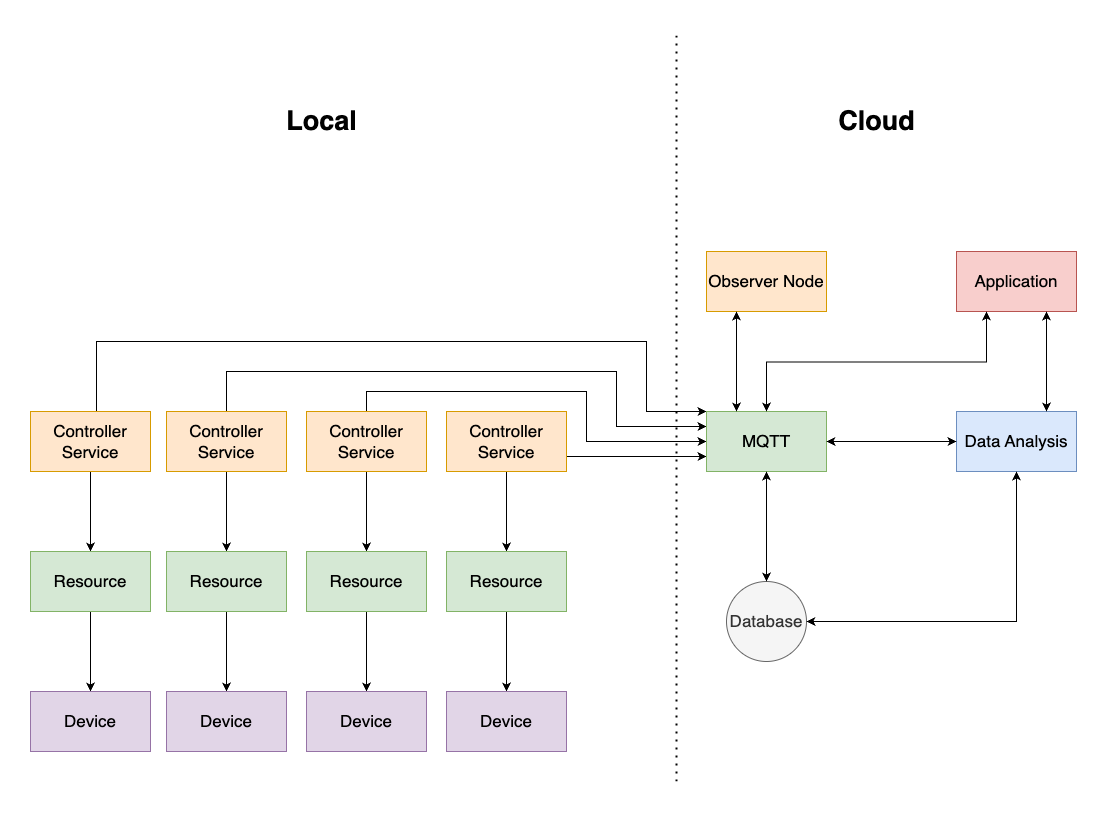 Local
Cloud
Observer Node
Application
Controller
Service
Controller
Service
Controller
Service
Controller
Service
MQTT
Data Analysis
Resource
Resource
Resource
Resource
Database
Device
Device
Device
Device